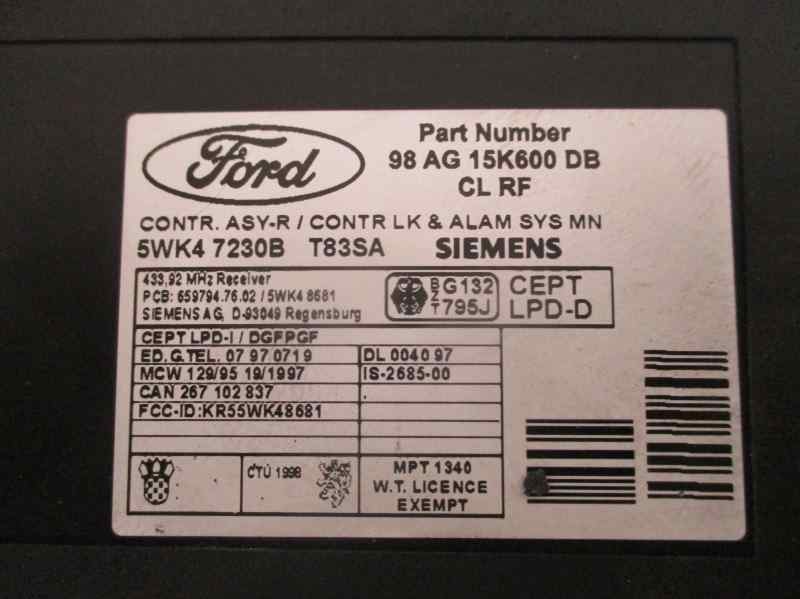 Ford
Part Number
98 AG 15K600 DB
CL RF
CONTR. ASY-R / CONTR LK & ALAM SYS MN
5WK4 7230B T83SA SIEMENS
433,92 MHz Receiver
PCB: 659794.76.02 / 5WK4 8681
SIEMENS AG, D-93049 Regensburg
BZT
G132
795J
CEPT
LPD-D
CEPT LPD-I / DGFPGF
ED.G.TEL. 07 97.0719 DL 0040 97
MCW 129/95 19/1997 IS-2685-00
CAN 267 102 837
FCC-ID:KR55WK48681
ČTÚ 1998
MPT 1340
W.T. LICENCE
EXEMPT